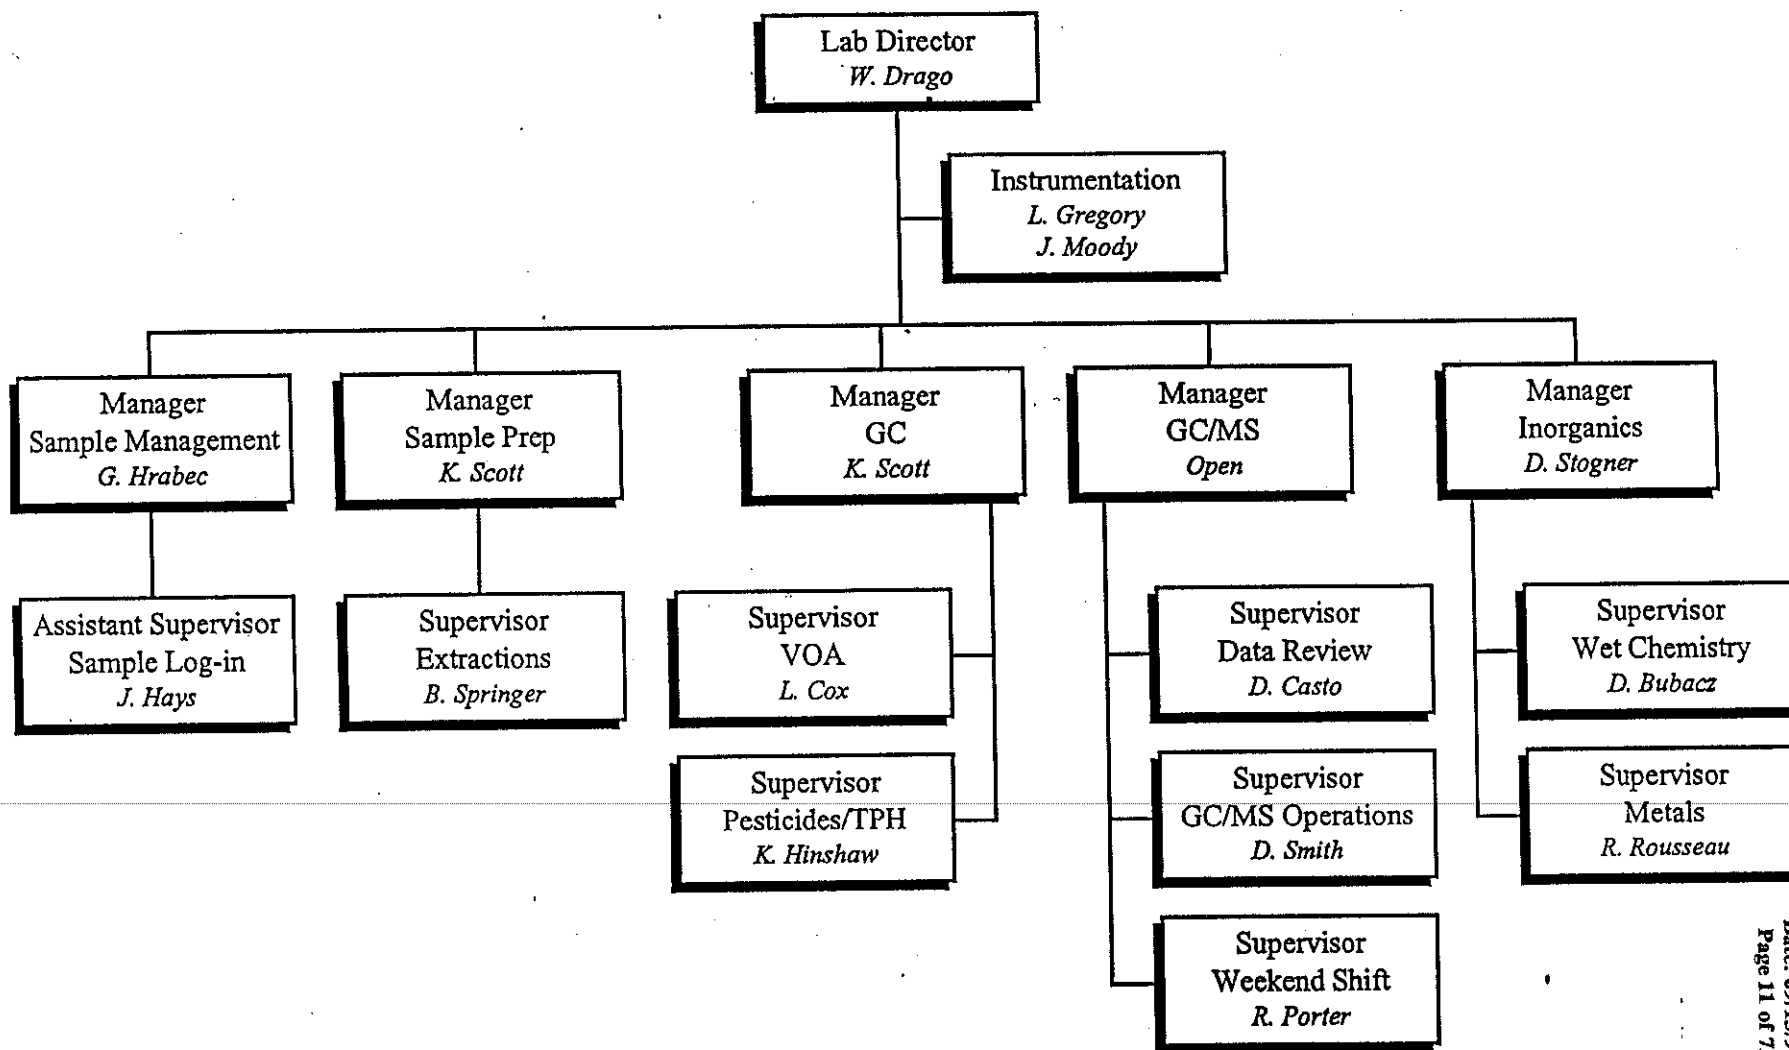 Lab Director
W. Drago
Instrumentation
L. Gregory
J. Moody
Manager
Sample Management
G. Hrabec
Manager
Sample Prep
K. Scott
Manager
GC
K. Scott
Manager
GC/MS
Open
Manager
Inorganics
D. Stogner
Assistant Supervisor
Sample Log-in
J. Hays
Supervisor
Extractions
B. Springer
Supervisor
VOA
L. Cox
Supervisor
Data Review
D. Casto
Supervisor
Wet Chemistry
D. Bubacz
Supervisor
Pesticides/TPH
K. Hinshaw
Supervisor
GC/MS Operations
D. Smith
Supervisor
Metals
R. Rousseau
Supervisor
Weekend Shift
R. Porter
Page 11 of